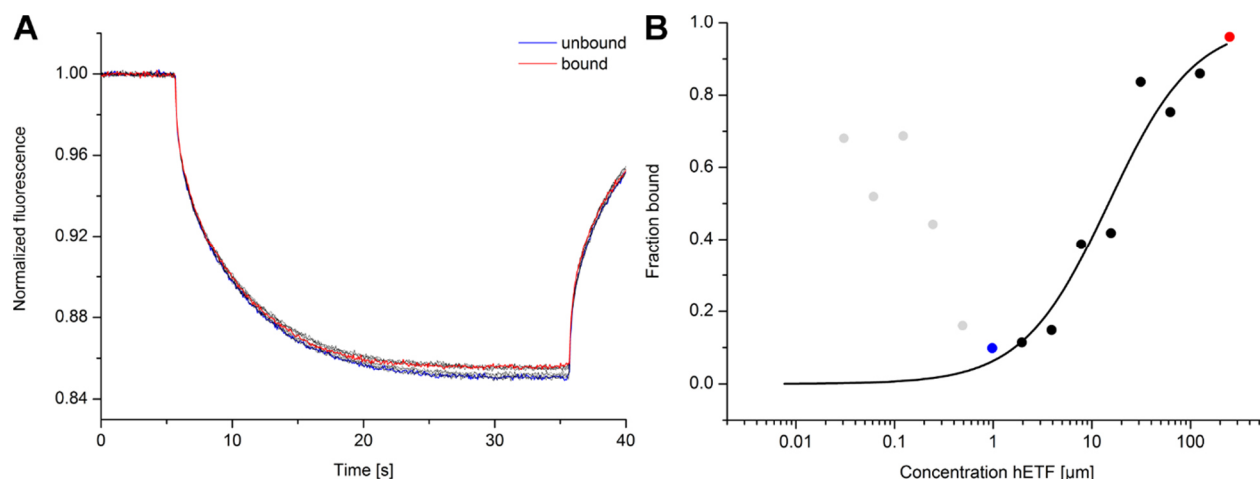 A
unbound
bound
1.00
0.96
0.92
0.88
0.84
Normalized fluorescence
0 10 20 30 40
Time [s]
B
1.0
0.8
0.6
0.4
0.2
0.0
Fraction bound
0.01 0.1 1 10 100
Concentration hETF [µm]